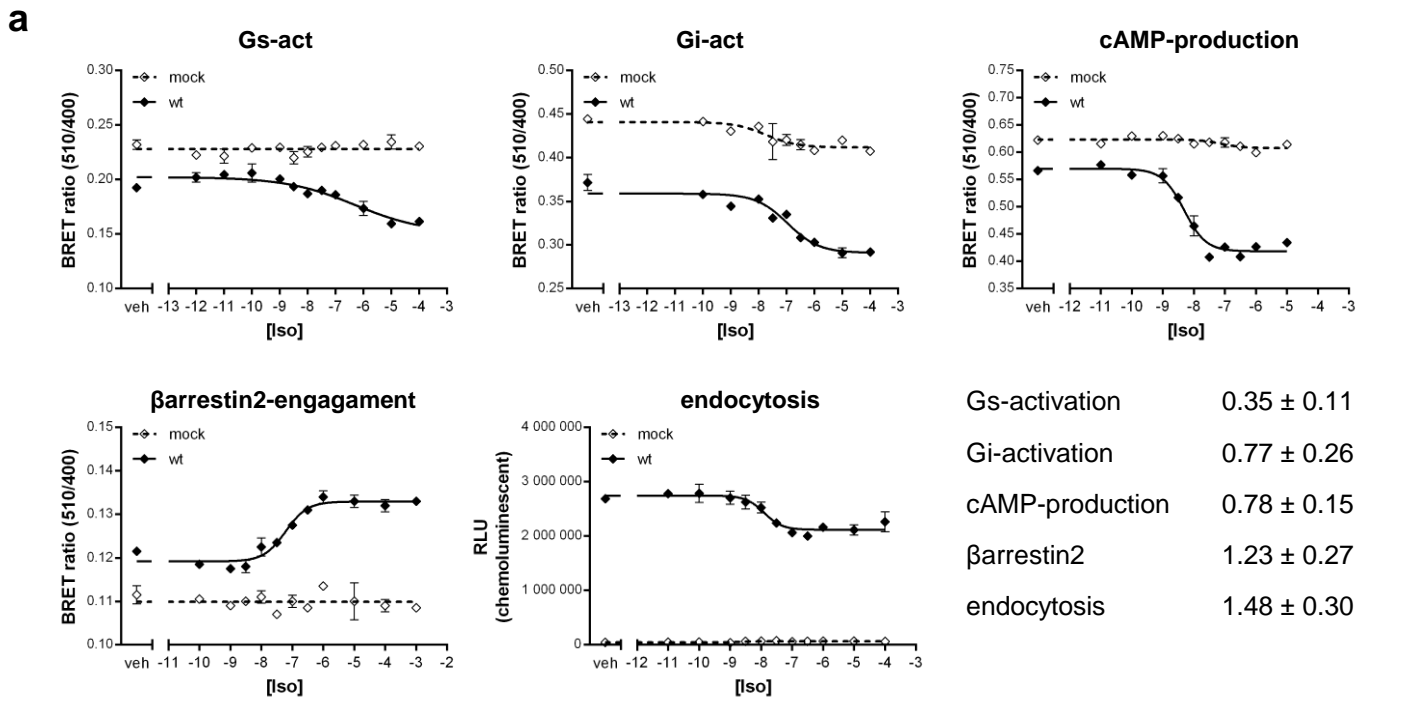 a
Gs-act
mock
wt
BRET ratio (510/400)
0.30
0.25
0.20
0.15
0.10
veh -13 -12 -11 -10 -9 -8 -7 -6 -5 -4 -3
[Iso]
Gi-act
mock
wt
BRET ratio (510/400)
0.50
0.45
0.40
0.35
0.30
0.25
veh -13 -12 -11 -10 -9 -8 -7 -6 -5 -4 -3
[Iso]
cAMP-production
mock
wt
BRET ratio (510/400)
0.75
0.70
0.65
0.60
0.55
0.50
0.45
0.40
0.35
veh -12 -11 -10 -9 -8 -7 -6 -5 -4 -3
[Iso]
βarrestin2-engagament
mock
wt
BRET ratio (510/400)
0.15
0.14
0.13
0.12
0.11
0.10
veh -11 -10 -9 -8 -7 -6 -5 -4 -3 -2
[Iso]
endocytosis
mock
wt
RLU
(chemoluminescent)
4 000 000
3 000 000
2 000 000
1 000 000
0
veh -12 -11 -10 -9 -8 -7 -6 -5 -4 -3
[Iso]
Gs-activation 0.35 ± 0.11
Gi-activation 0.77 ± 0.26
cAMP-production 0.78 ± 0.15
βarrestin2 1.23 ± 0.27
endocytosis 1.48 ± 0.30